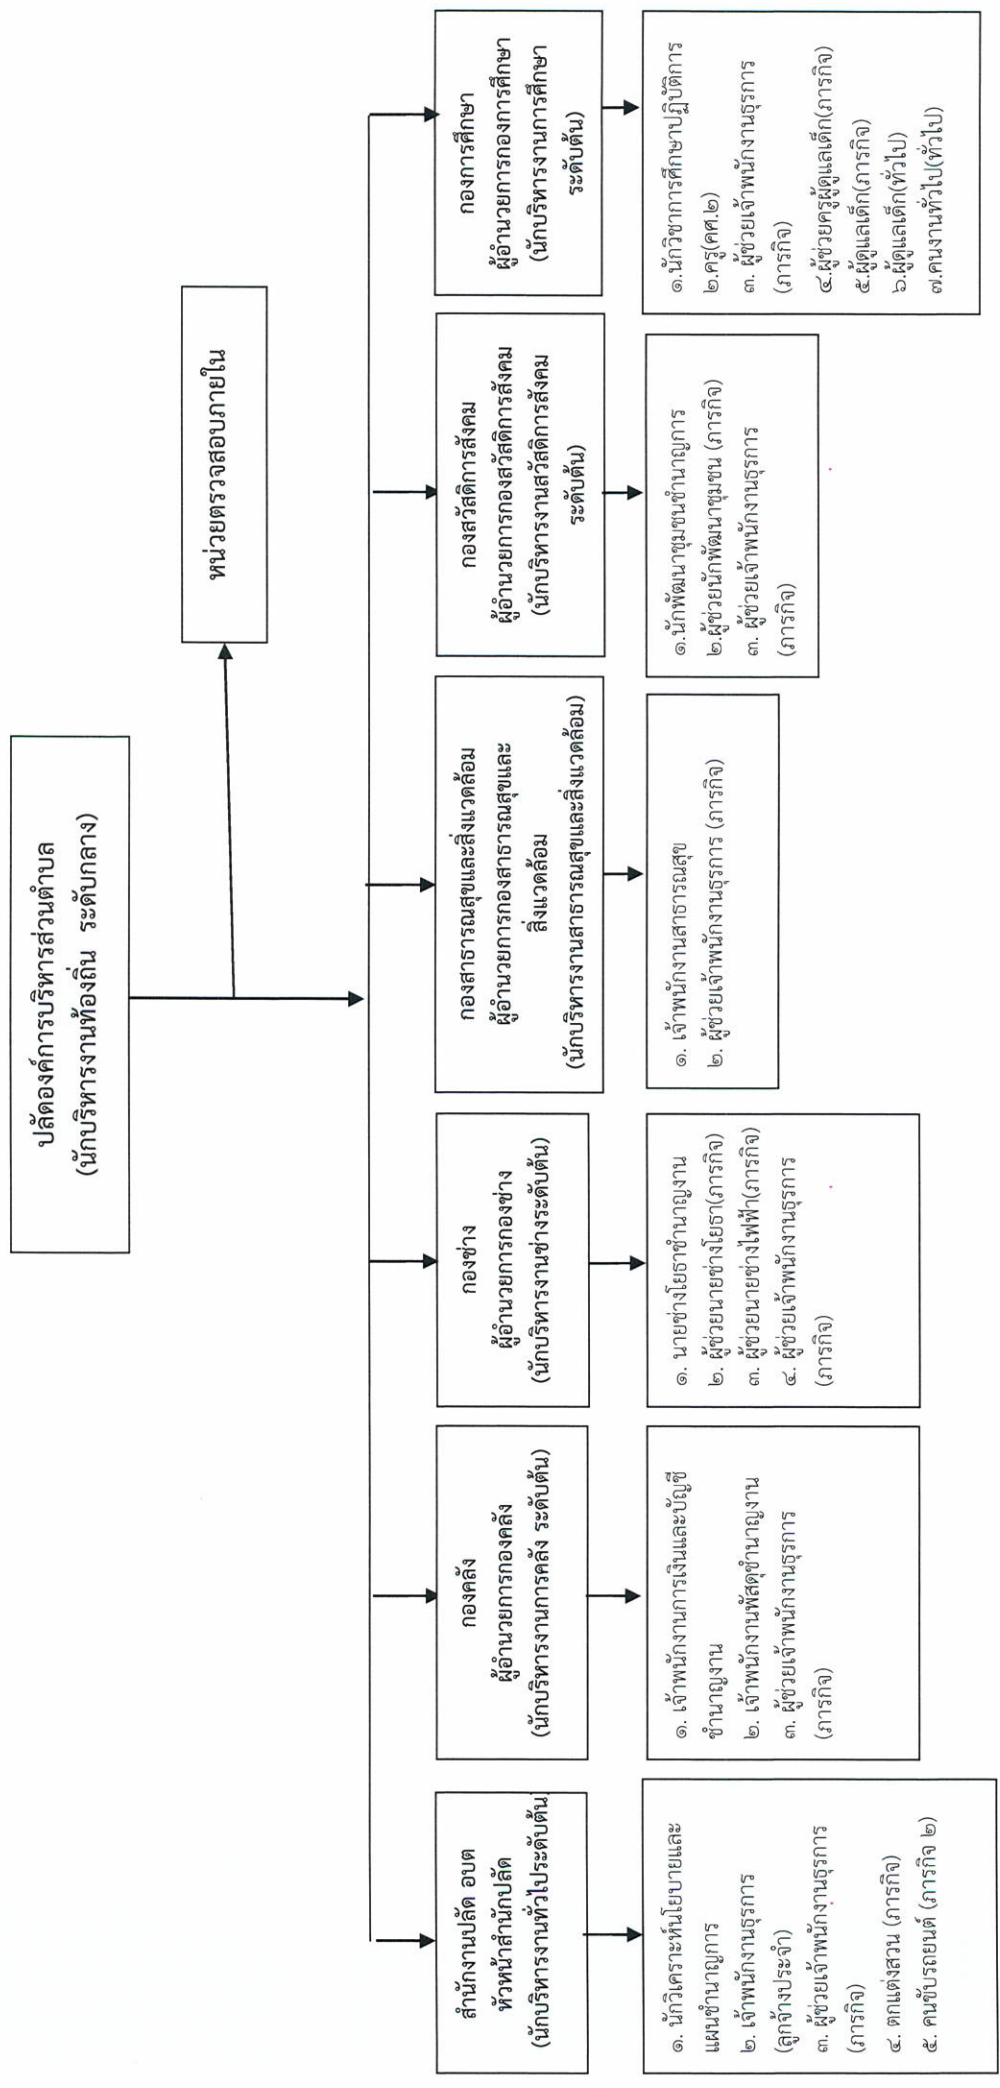 ปลัดองค์การบริหารส่วนตำบล
(นักบริหารงานท้องถิ่น ระดับกลาง)
หน่วยตรวจสอบภายใน
สำนักงานปลัด อบต
หัวหน้าสำนักปลัด
(นักบริหารงานทั่วไประดับต้น)
๑. นักวิเคราะห์นโยบายและ
แผนชำนาญการ
๒. เจ้าพนักงานธุรการ
(ลูกจ้างประจำ)
๓. ผู้ช่วยเจ้าพนักงานธุรการ
(ภารกิจ)
๔. ตกแต่งสวน (ภารกิจ)
๕. คนขับรถยนต์ (ภารกิจ ๒)
กองคลัง
ผู้อำนวยการกองคลัง
(นักบริหารงานการคลัง ระดับต้น)
๑. เจ้าพนักงานการเงินและบัญชี
ชำนาญงาน
๒. เจ้าพนักงานพัสดุชำนาญงาน
๓. ผู้ช่วยเจ้าพนักงานธุรการ
(ภารกิจ)
กองช่าง
ผู้อำนวยการกองช่าง
(นักบริหารงานช่างระดับต้น)
๑. นายช่างโยธาชำนาญงาน
๒. ผู้ช่วยนายช่างโยธา(ภารกิจ)
๓. ผู้ช่วยนายช่างไฟฟ้า(ภารกิจ)
๔. ผู้ช่วยเจ้าพนักงานธุรการ
(ภารกิจ)
กองสาธารณสุขและสิ่งแวดล้อม
ผู้อำนวยการกองสาธารณสุขและ
สิ่งแวดล้อม
(นักบริหารงานสาธารณสุขและสิ่งแวดล้อม)
๑. เจ้าพนักงานสาธารณสุข
๒. ผู้ช่วยเจ้าพนักงานธุรการ (ภารกิจ)
กองสวัสดิการสังคม
ผู้อำนวยการกองสวัสดิการสังคม
(นักบริหารงานสวัสดิการสังคม
ระดับต้น)
๑.นักพัฒนาชุมชนชำนาญการ
๒.ผู้ช่วยนักพัฒนาชุมชน (ภารกิจ)
๓. ผู้ช่วยเจ้าพนักงานธุรการ
(ภารกิจ)
กองการศึกษา
ผู้อำนวยการกองการศึกษา
(นักบริหารงานการศึกษา
ระดับต้น)
๑.นักวิชาการศึกษาปฏิบัติการ
๒.ครู(คศ.๒)
๓. ผู้ช่วยเจ้าพนักงานธุรการ
(ภารกิจ)
๔.ผู้ช่วยครูผู้ดูแลเด็ก(ภารกิจ)
๕.ผู้ดูแลเด็ก(ภารกิจ)
๖.ผู้ดูแลเด็ก(ทั่วไป)
๗.คนงานทั่วไป(ทั่วไป)